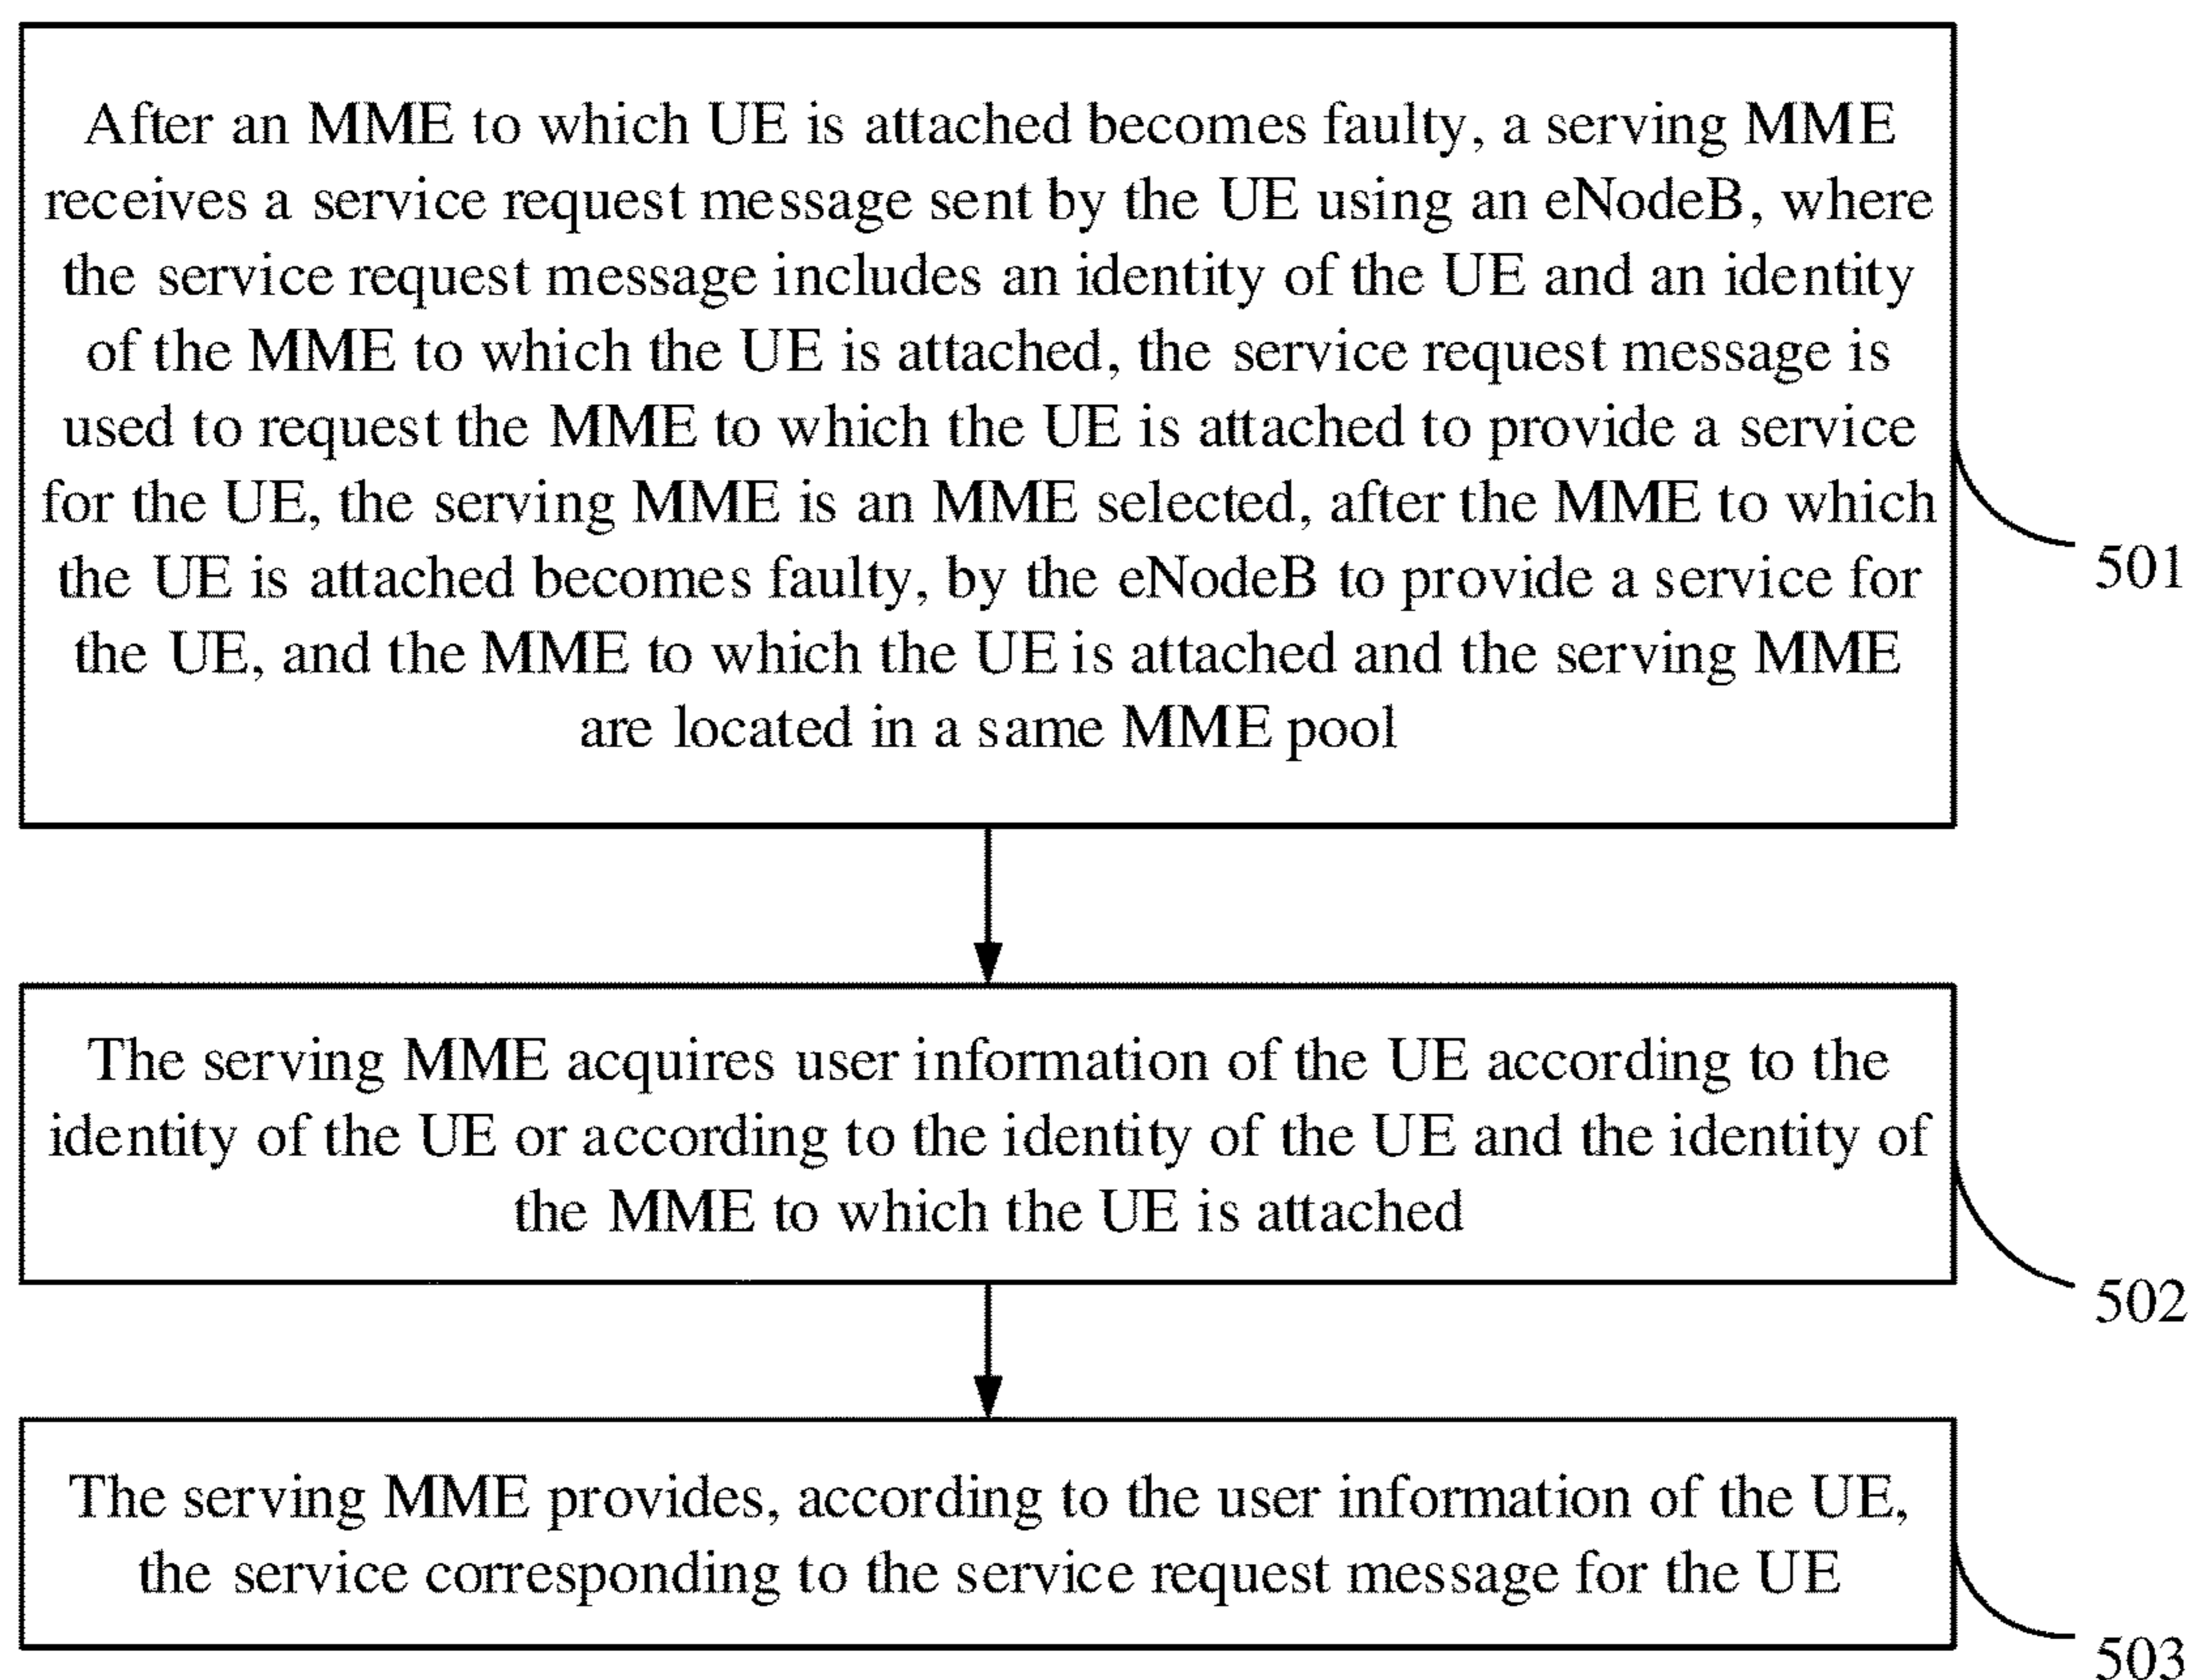 After an MME to which UE is attached becomes faulty, a serving MME
receives a service request message sent by the UE using an eNodeB, where
the service request message includes an identity of the UE and an identity
of the MME to which the UE is attached, the service request message is
used to request the MME to which the UE is attached to provide a service
for the UE, the serving MME is an MME selected, after the MME to which
the UE is attached becomes faulty, by the eNodeB to provide a service for
the UE, and the MME to which the UE is attached and the serving MME
are located in a same MME pool
501
The serving MME acquires user information of the UE according to the
identity of the UE or according to the identity of the UE and the identity of
the MME to which the UE is attached
502
The serving MME provides, according to the user information of the UE,
the service corresponding to the service request message for the UE
503